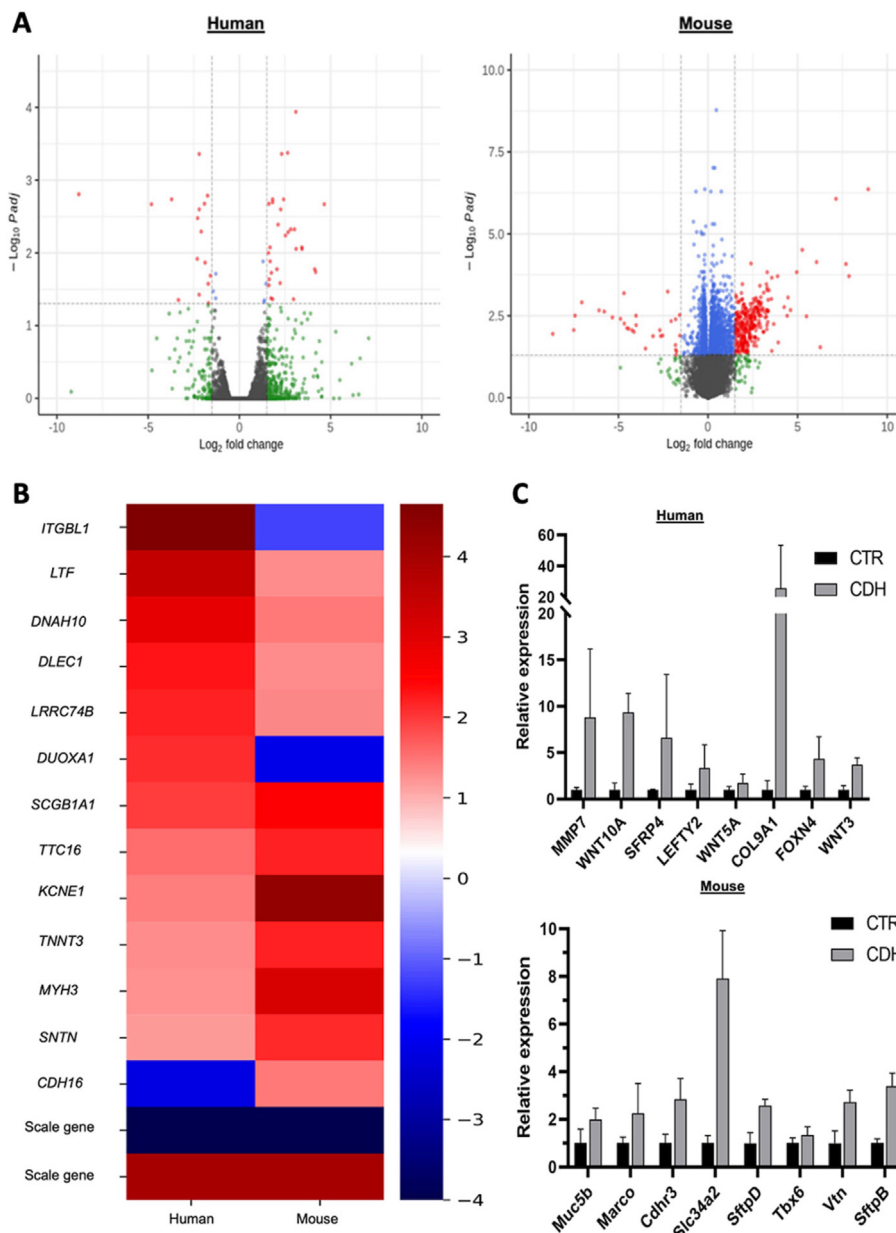 A
Human
Mouse
− Log10 P adj
4
3
2
1
0
-10
-5
0
5
10
Log2 fold change
− Log10 P adj
10.0
7.5
5.0
2.5
0.0
-10
-5
0
5
10
Log2 fold change
B
ITGBL1
LTF
DNAH10
DLEC1
LRRC74B
DUOXA1
SCGB1A1
TTC16
KCNE1
TNNT3
MYH3
SNTN
CDH16
Scale gene
Scale gene
Human
Mouse
4
3
2
1
0
−1
−2
−3
−4
C
Human
Relative expression
60
40
20
20
15
10
5
0
CTR
CDH
MMP7
WNT10A
SFRP4
LEFTY2
WNT5A
COL9A1
FOXN4
WNT3
Mouse
Relative expression
10
8
6
4
2
0
CTR
CDH
Muc5b
Marco
Cdhr3
Slc34a2
SftpD
Tbx6
Vtn
SftpB